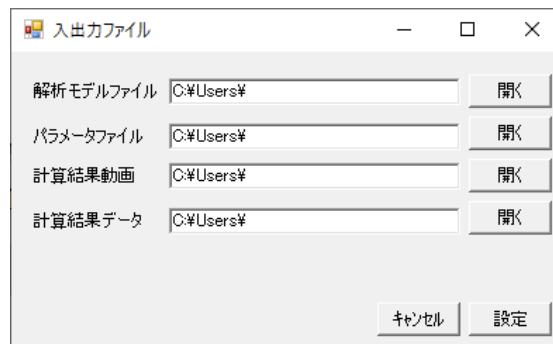 入出力ファイル
解析モデルファイル C:¥Users¥ 開く
パラメータファイル C:¥Users¥ 開く
計算結果動画 C:¥Users¥ 開く
計算結果データ C:¥Users¥ 開く
キャンセル 設定